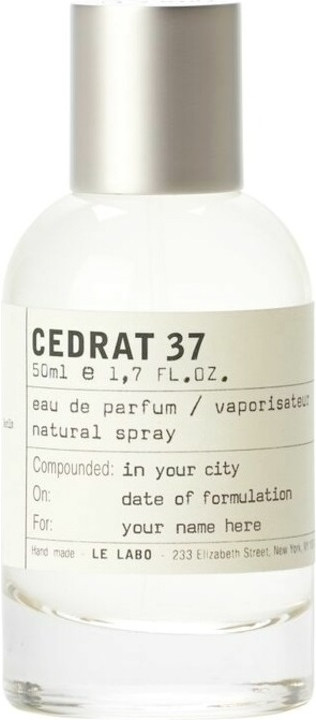 CEDRAT 37
50ml e 1,7 FL.OZ.
eau de parfum / vaporisateur
natural spray
Compounded: in your city
On: date of formulation
For: your name here
Hand made - LE LABO - 233 Elizabeth Street, New York,